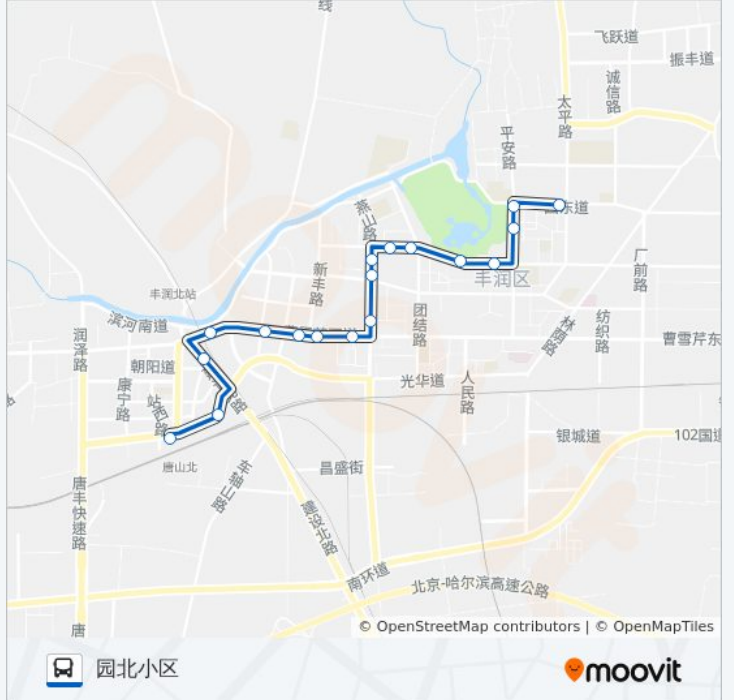 线
飞跃道
振丰道
诚信路
太平路
平安路
燕山路
新丰路
丰润区
丰润北站
滨河南道
润泽路
朝阳道
康宁路
站西路
团结路
光华道
人民路
林荫路
纺织路
厂前路
曹雪芹东
银城道
102国道
唐山北
车轴山路
昌盛街
唐丰快速路
建设北路
南环道
北京-哈尔滨高速公路
唐
© OpenStreetMap contributors | © OpenMapTiles
园北小区
moovit